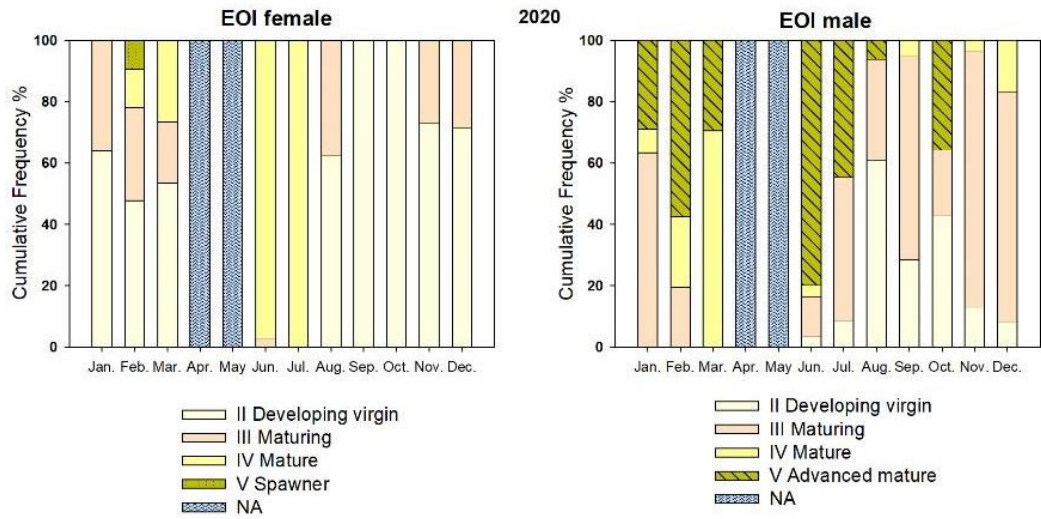 EOI female
2020
EOI male
Cumulative Frequency %
100
80
60
40
20
0
Jan. Feb. Mar. Apr. May Jun. Jul. Aug. Sep. Oct. Nov. Dec.
II Developing virgin
III Maturing
IV Mature
V Spawner
NA
Cumulative Frequency %
100
80
60
40
20
0
Jan. Feb. Mar. Apr. May Jun. Jul. Aug. Sep. Oct. Nov. Dec.
II Developing virgin
III Maturing
IV Mature
V Advanced mature
NA